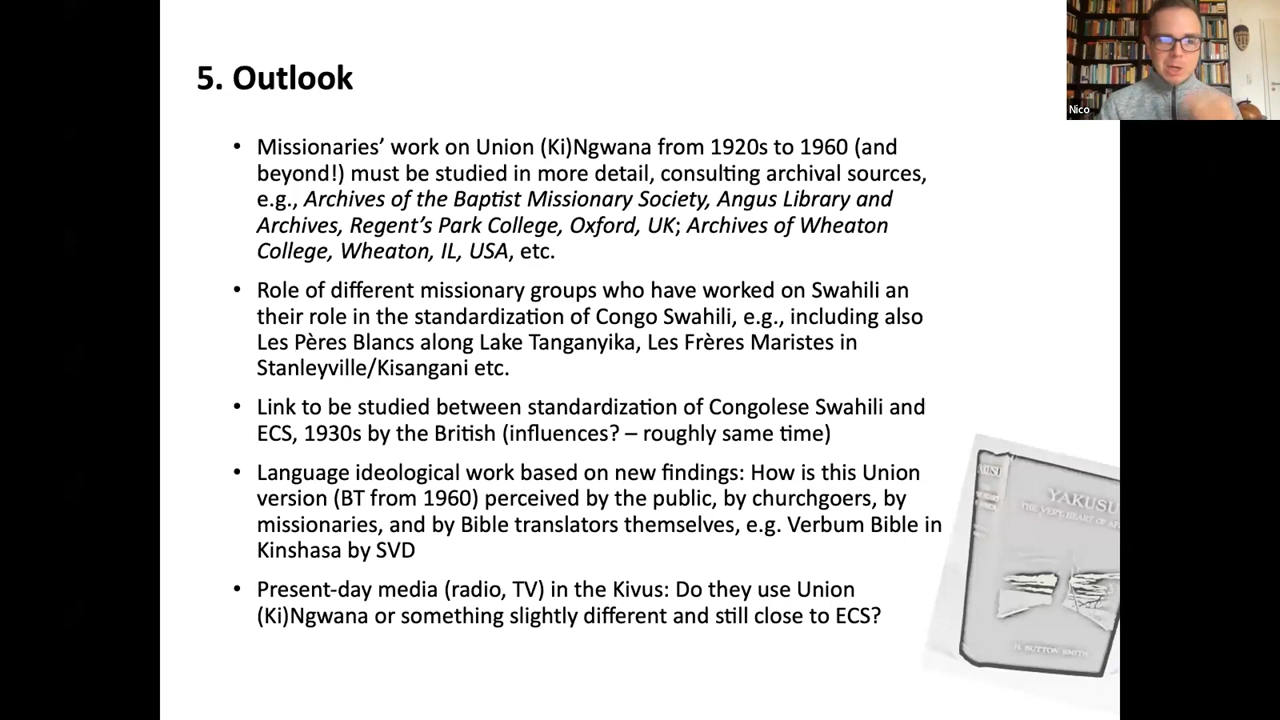 5. Outlook
Nico
• Missionaries’ work on Union (Ki)Ngwana from 1920s to 1960 (and
beyond!) must be studied in more detail, consulting archival sources,
e.g., Archives of the Baptist Missionary Society, Angus Library and
Archives, Regent’s Park College, Oxford, UK; Archives of Wheaton
College, Wheaton, IL, USA, etc.
• Role of different missionary groups who have worked on Swahili an
their role in the standardization of Congo Swahili, e.g., including also
Les Pères Blancs along Lake Tanganyika, Les Frères Maristes in
Stanleyville/Kisangani etc.
• Link to be studied between standardization of Congolese Swahili and
ECS, 1930s by the British (influences? – roughly same time)
• Language ideological work based on new findings: How is this Union
version (BT from 1960) perceived by the public, by churchgoers, by
missionaries, and by Bible translators themselves, e.g. Verbum Bible in
Kinshasa by SVD
• Present-day media (radio, TV) in the Kivus: Do they use Union
(Ki)Ngwana or something slightly different and still close to ECS?
YAKUSU
THE VERY HEART OF
H. SUTTON SMITH